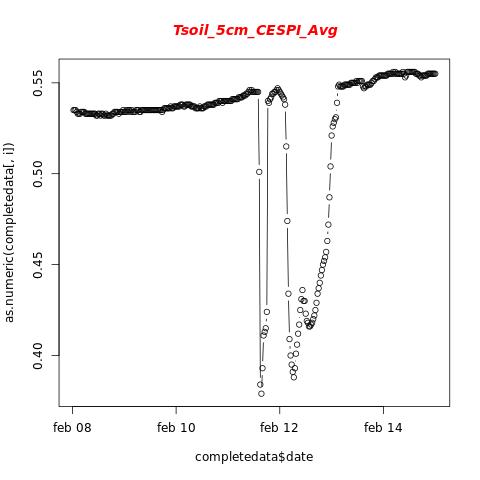 Tsoil_5cm_CESPI_Avg
as.numeric(completedata[, i])
0.55
0.50
0.45
0.40
feb 08
feb 10
feb 12
feb 14
completedata$date